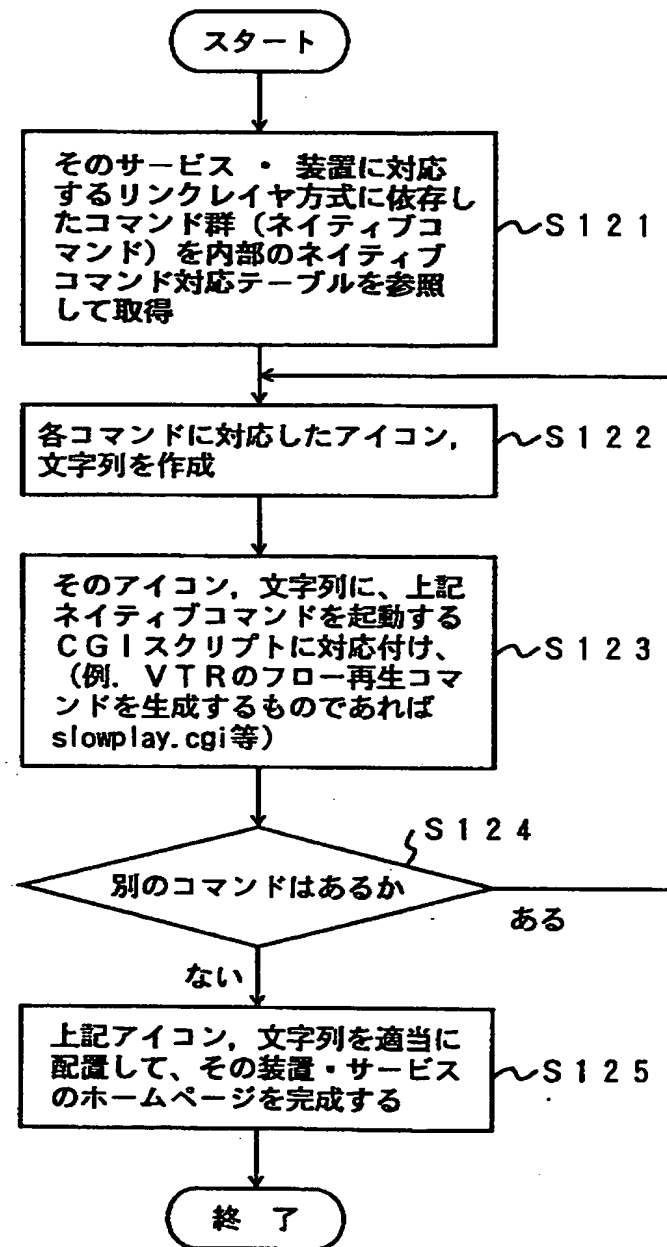 スタート
そのサービス ・ 装置に対応
するリンクレイヤ方式に依存し
たコマンド群（ネイティブコ
マンド）を内部のネイティブ
コマンド対応テーブルを参照
して取得
S121
各コマンドに対応したアイコン，
文字列を作成
S122
そのアイコン，文字列に、上記
ネイティブコマンドを起動する
CGIスクリプトに対応付け、
（例．VTRのフロー再生コマ
ンドを生成するものであれば
slowplay.cgi等）
S123
S124
別のコマンドはあるか
ある
ない
上記アイコン，文字列を適当に
配置して、その装置・サービス
のホームページを完成する
S125
終 了